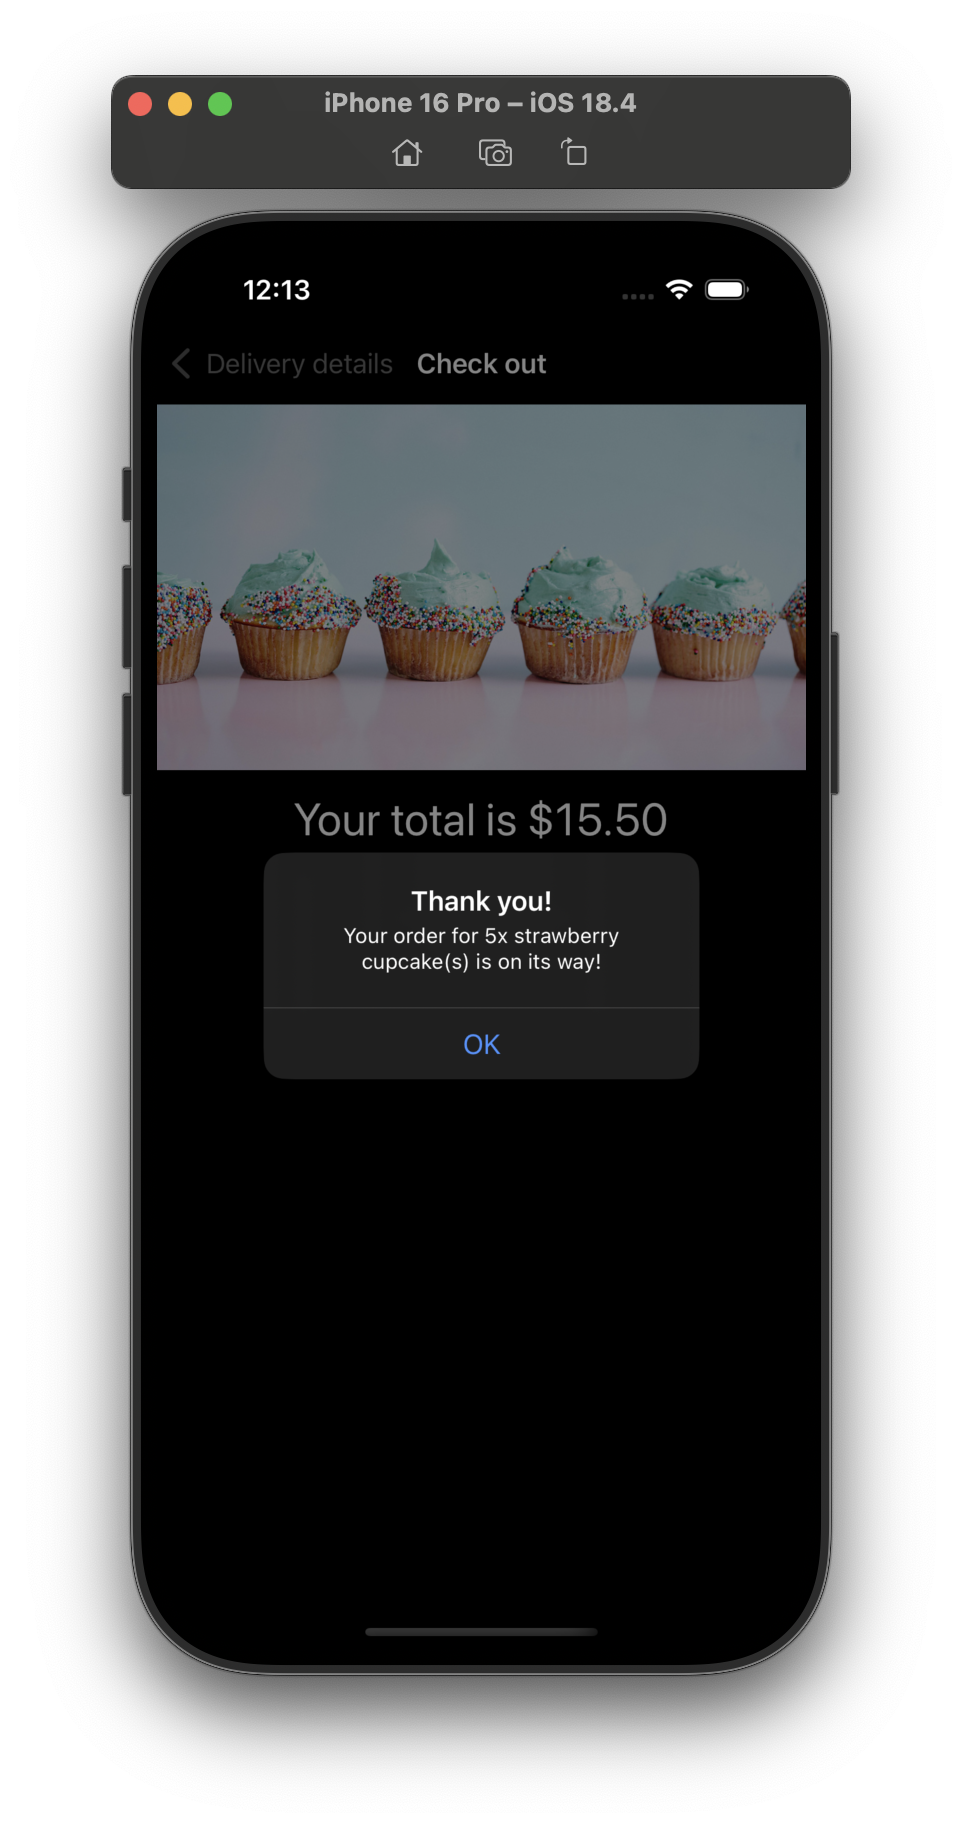 iPhone 16 Pro – iOS 18.4
12:13
Delivery details Check out
Your total is $15.50
Thank you!
Your order for 5x strawberry
cupcake(s) is on its way!
OK